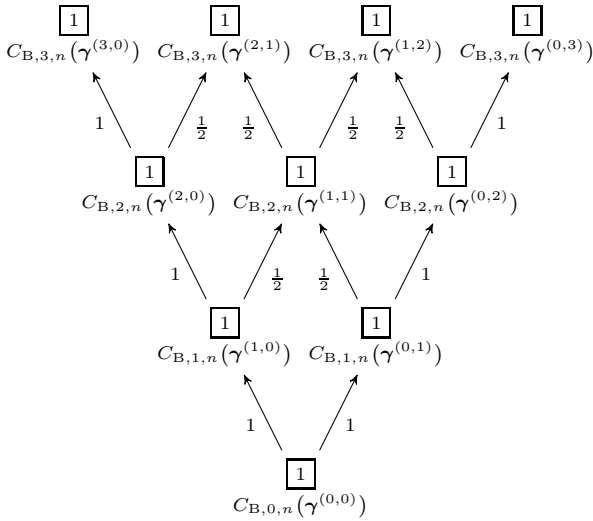 1 1 1 1
C_{B,3,n}(γ^{(3,0)}) C_{B,3,n}(γ^{(2,1)}) C_{B,3,n}(γ^{(1,2)}) C_{B,3,n}(γ^{(0,3)})
1 1/2 1/2 1/2 1/2 1
1 1 1
C_{B,2,n}(γ^{(2,0)}) C_{B,2,n}(γ^{(1,1)}) C_{B,2,n}(γ^{(0,2)})
1 1/2 1/2 1
1 1
C_{B,1,n}(γ^{(1,0)}) C_{B,1,n}(γ^{(0,1)})
1 1
1
C_{B,0,n}(γ^{(0,0)})